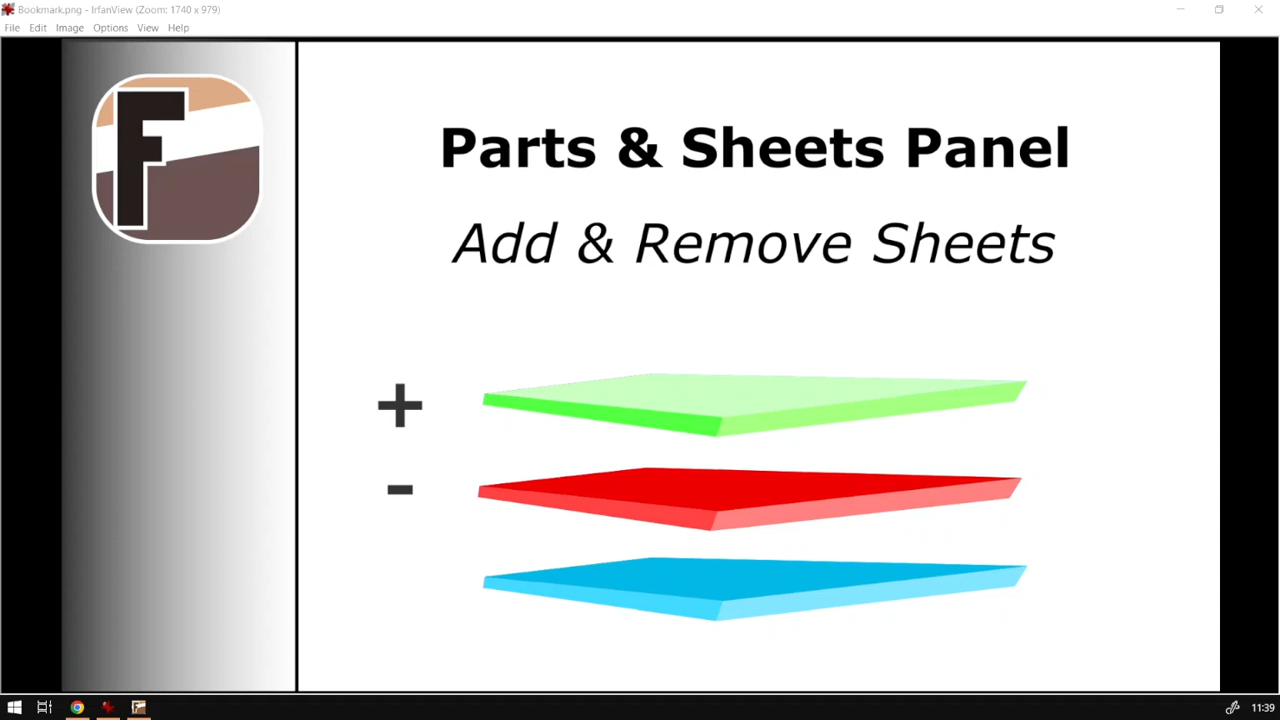 Bookmark.png - IrfanView (Zoom: 1740 x 979)
File Edit Image Options View Help
F
Parts & Sheets Panel
Add & Remove Sheets
+
-
11:39